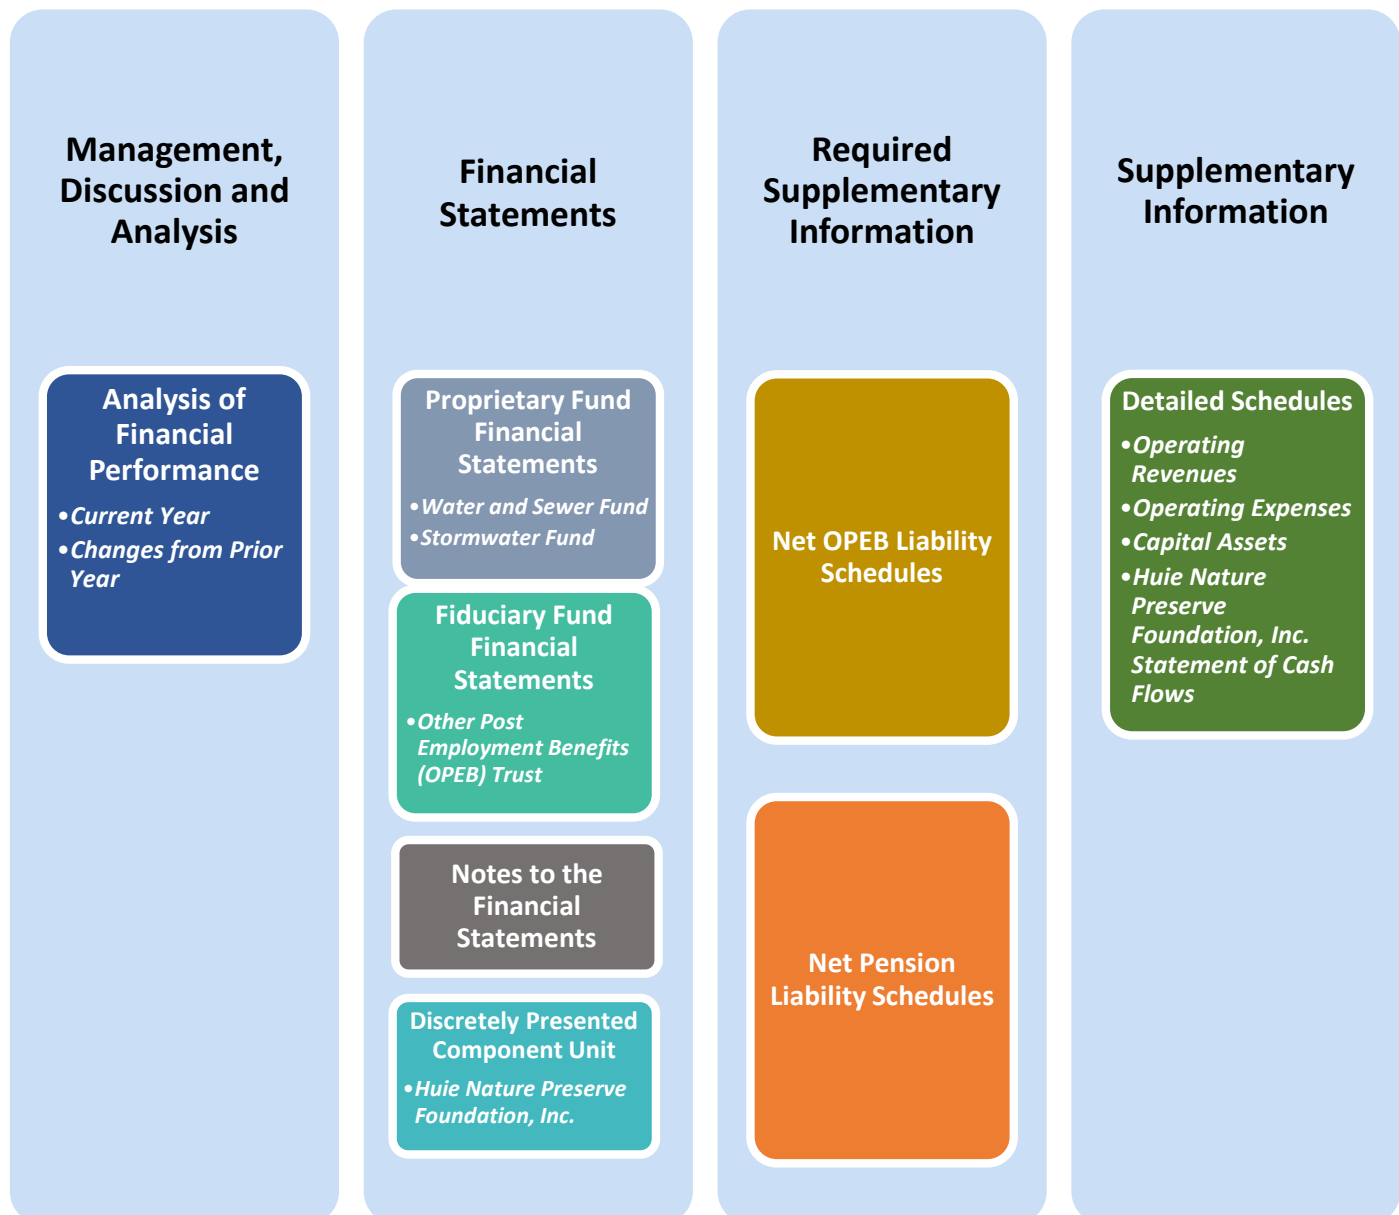 Management,
Discussion and
Analysis
Analysis of
Financial
Performance
•Current Year
•Changes from Prior
Year
Financial
Statements
Proprietary Fund
Financial
Statements
•Water and Sewer Fund
•Stormwater Fund
Fiduciary Fund
Financial
Statements
•Other Post
Employment Benefits
(OPEB) Trust
Notes to the
Financial
Statements
Discretely Presented
Component Unit
•Huie Nature Preserve
Foundation, Inc.
Required
Supplementary
Information
Net OPEB Liability
Schedules
Net Pension
Liability Schedules
Supplementary
Information
Detailed Schedules
•Operating
Revenues
•Operating Expenses
•Capital Assets
•Huie Nature
Preserve
Foundation, Inc.
Statement of Cash
Flows